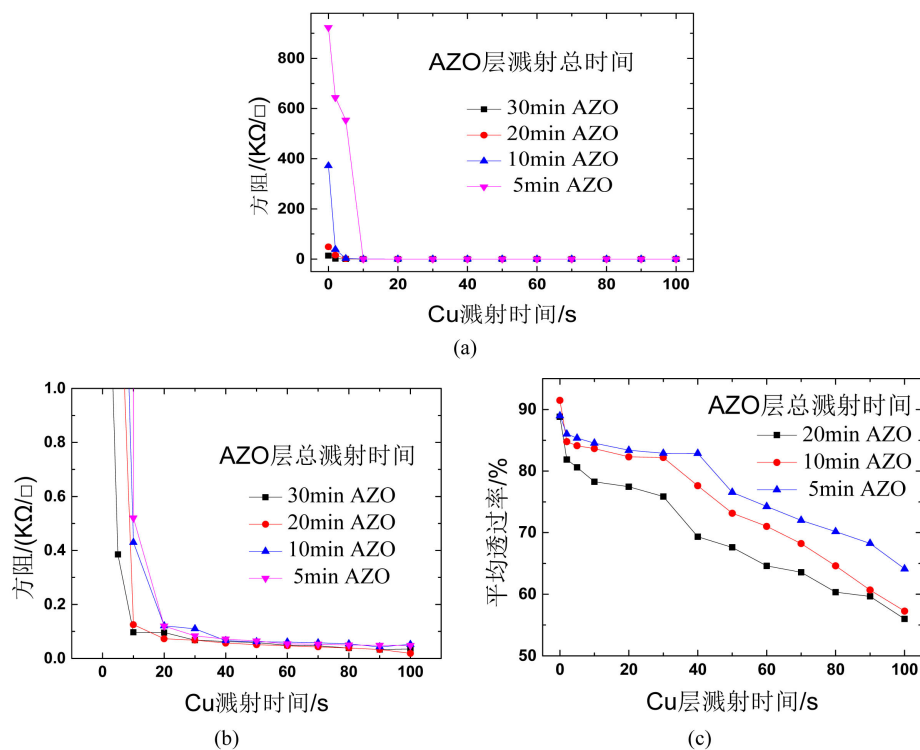 AZO层溅射总时间
30min AZO
20min AZO
10min AZO
5min AZO
方阻/(KΩ/□)
800
600
400
200
0
0 20 40 60 80 100
Cu溅射时间/s
(a)
AZO层总溅射时间
30min AZO
20min AZO
10min AZO
5min AZO
方阻/(KΩ/□)
1.0
0.8
0.6
0.4
0.2
0.0
0 20 40 60 80 100
Cu溅射时间/s
(b)
AZO层总溅射时间
20min AZO
10min AZO
5min AZO
平均透过率/%
90
80
70
60
50
0 20 40 60 80 100
Cu层溅射时间/s
(c)